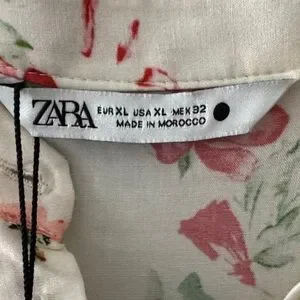 ZARA
EUR XL USA XL MEX 32
MADE IN MOROCCO